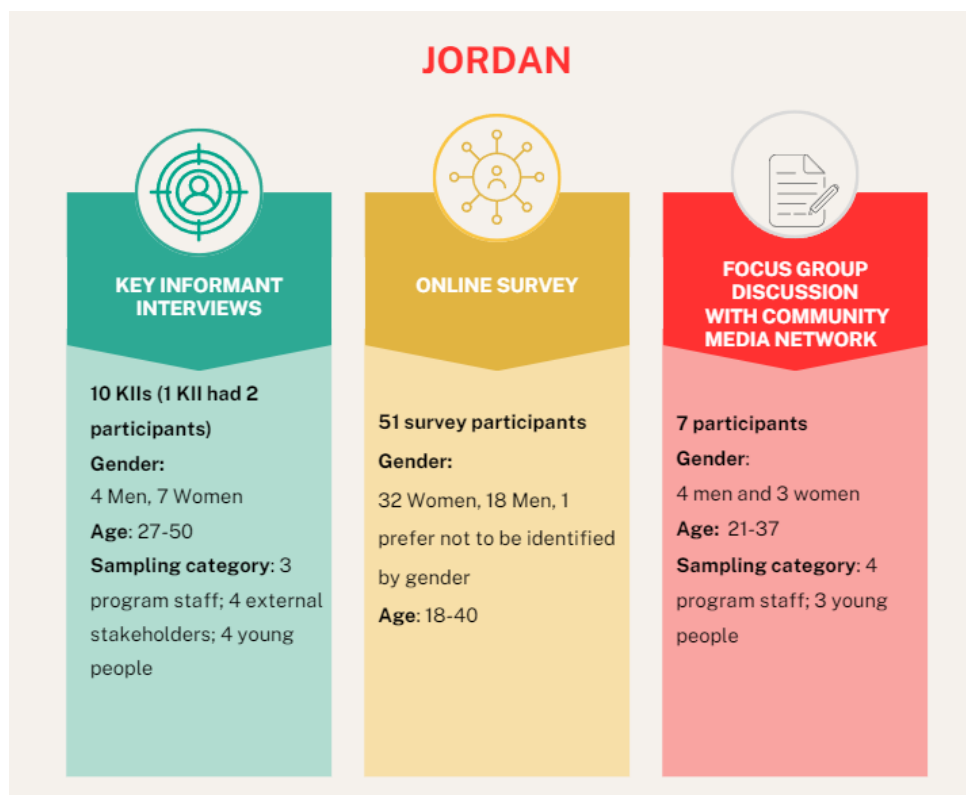 JORDAN
KEY INFORMANT
INTERVIEWS
10 KIIs (1 KII had 2
participants)
Gender:
4 Men, 7 Women
Age: 27-50
Sampling category: 3
program staff; 4 external
stakeholders; 4 young
people
ONLINE SURVEY
51 survey participants
Gender:
32 Women, 18 Men, 1
prefer not to be identified
by gender
Age: 18-40
FOCUS GROUP
DISCUSSION
WITH COMMUNITY
MEDIA NETWORK
7 participants
Gender:
4 men and 3 women
Age: 21-37
Sampling category: 4
program staff; 3 young
people